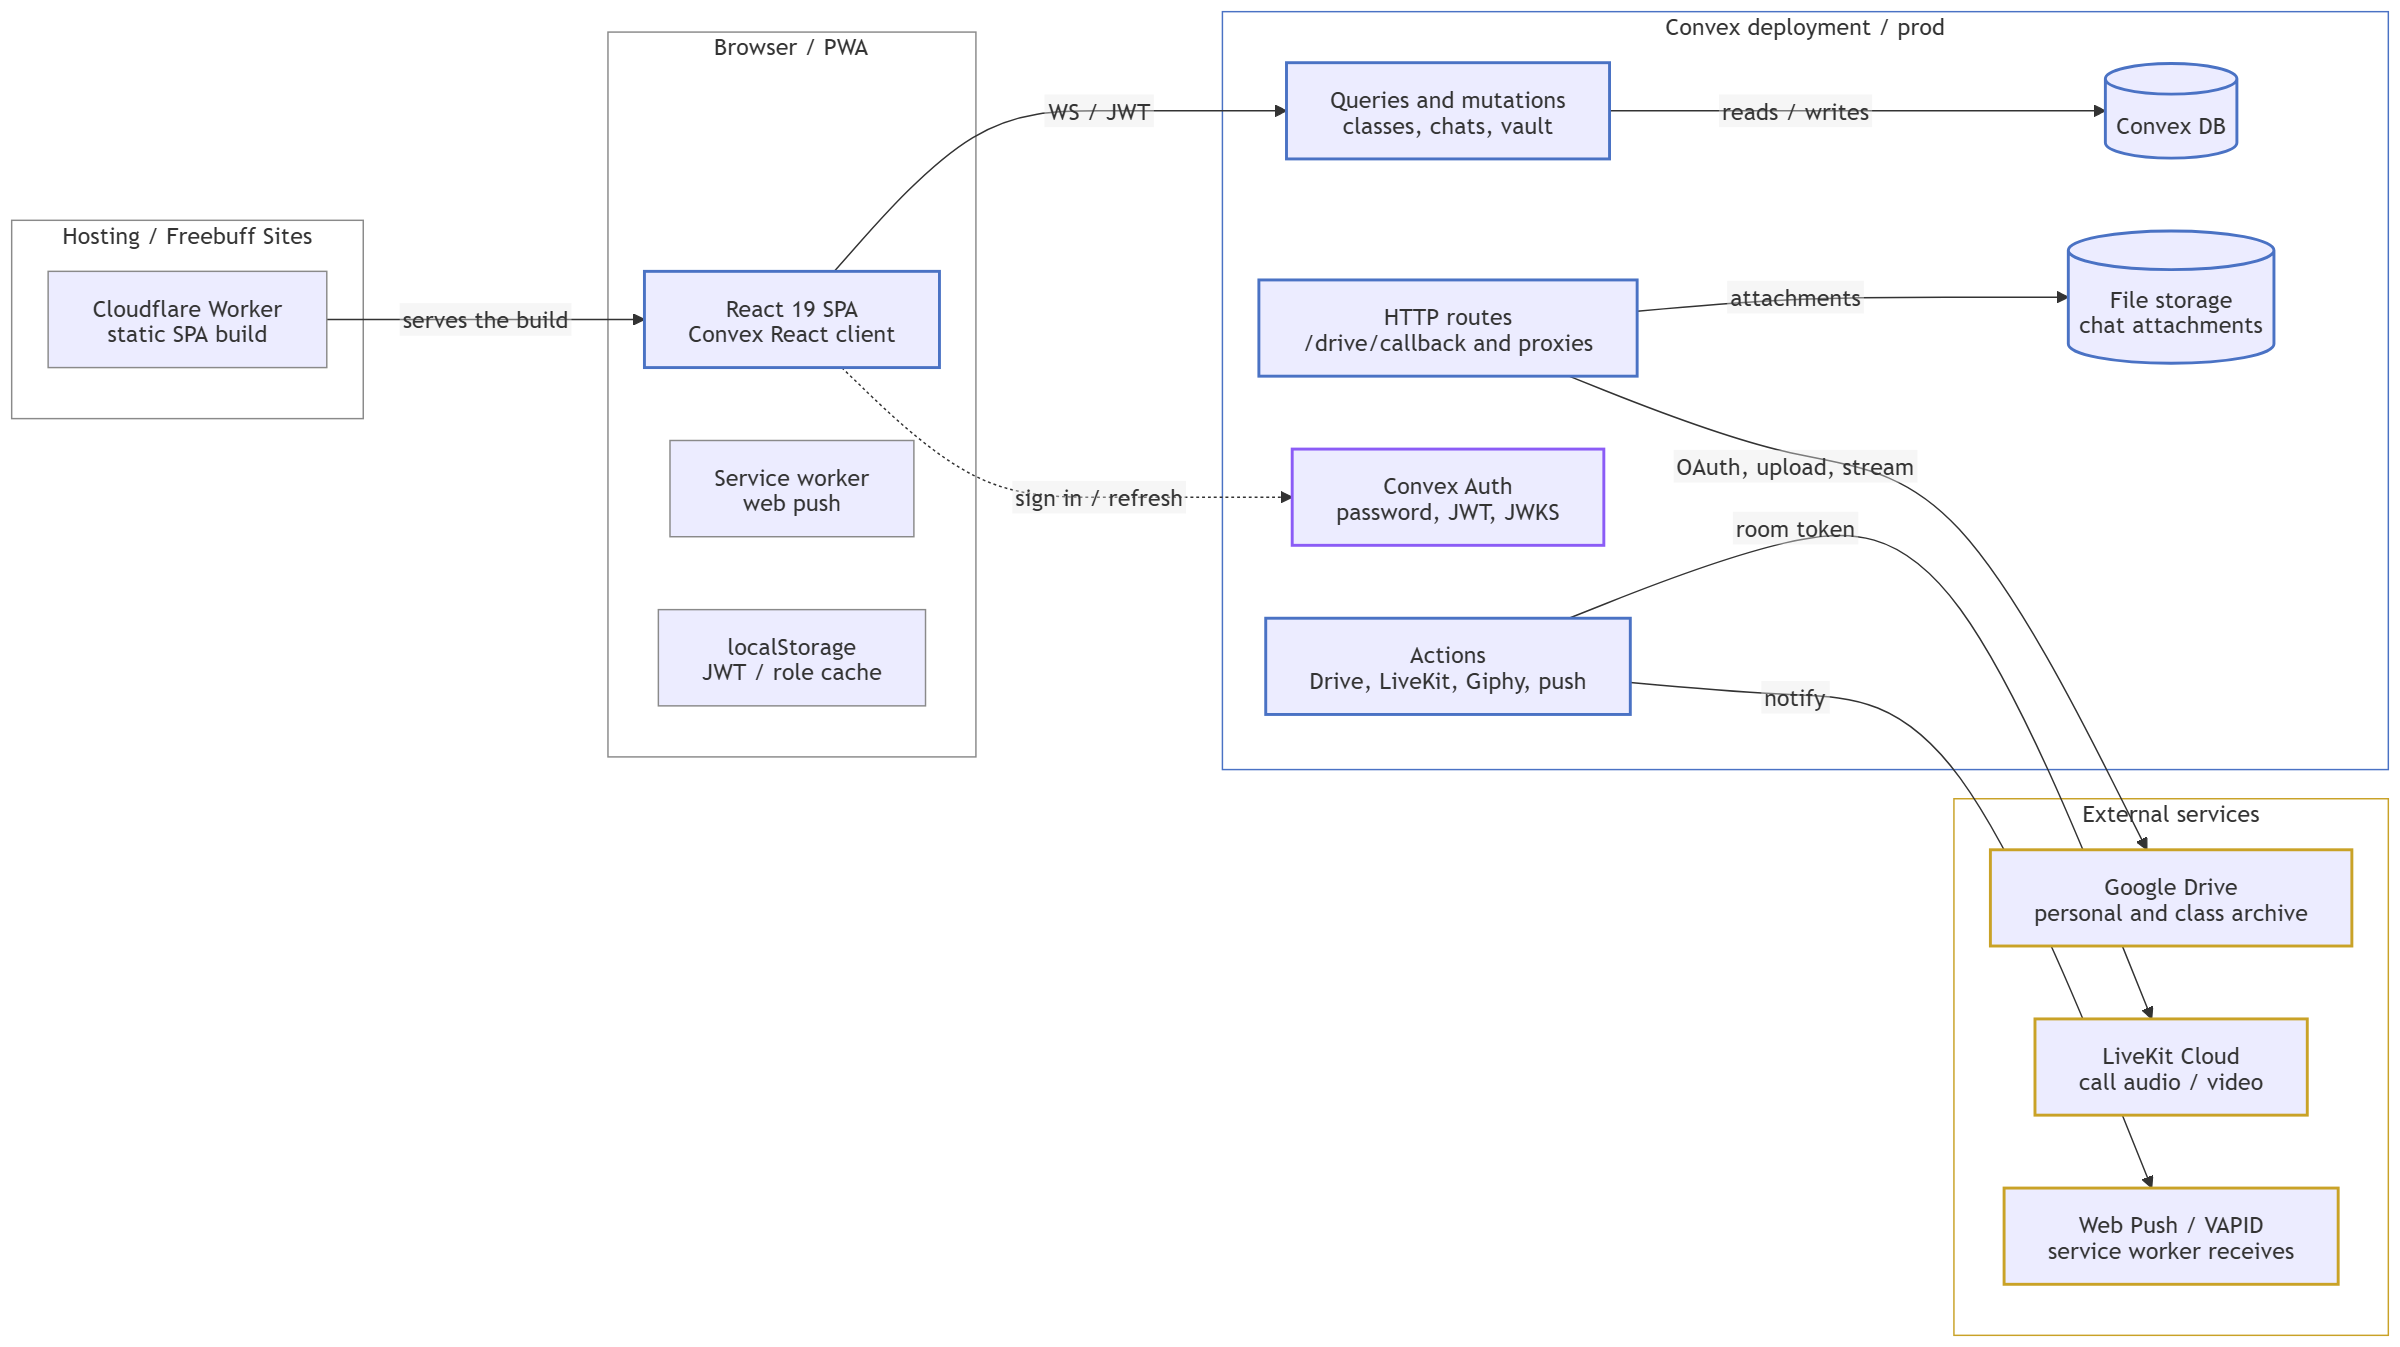 Hosting / Freebuff Sites
Cloudflare Worker
static SPA build
serves the build
Browser / PWA
React 19 SPA
Convex React client
Service worker
web push
localStorage
JWT / role cache
WS / JWT
sign in / refresh
Convex deployment / prod
Queries and mutations
classes, chats, vault
reads / writes
Convex DB
HTTP routes
/drive/callback and proxies
attachments
File storage
chat attachments
OAuth, upload, stream
Convex Auth
password, JWT, JWKS
room token
Actions
Drive, LiveKit, Giphy, push
notify
External services
Google Drive
personal and class archive
LiveKit Cloud
call audio / video
Web Push / VAPID
service worker receives